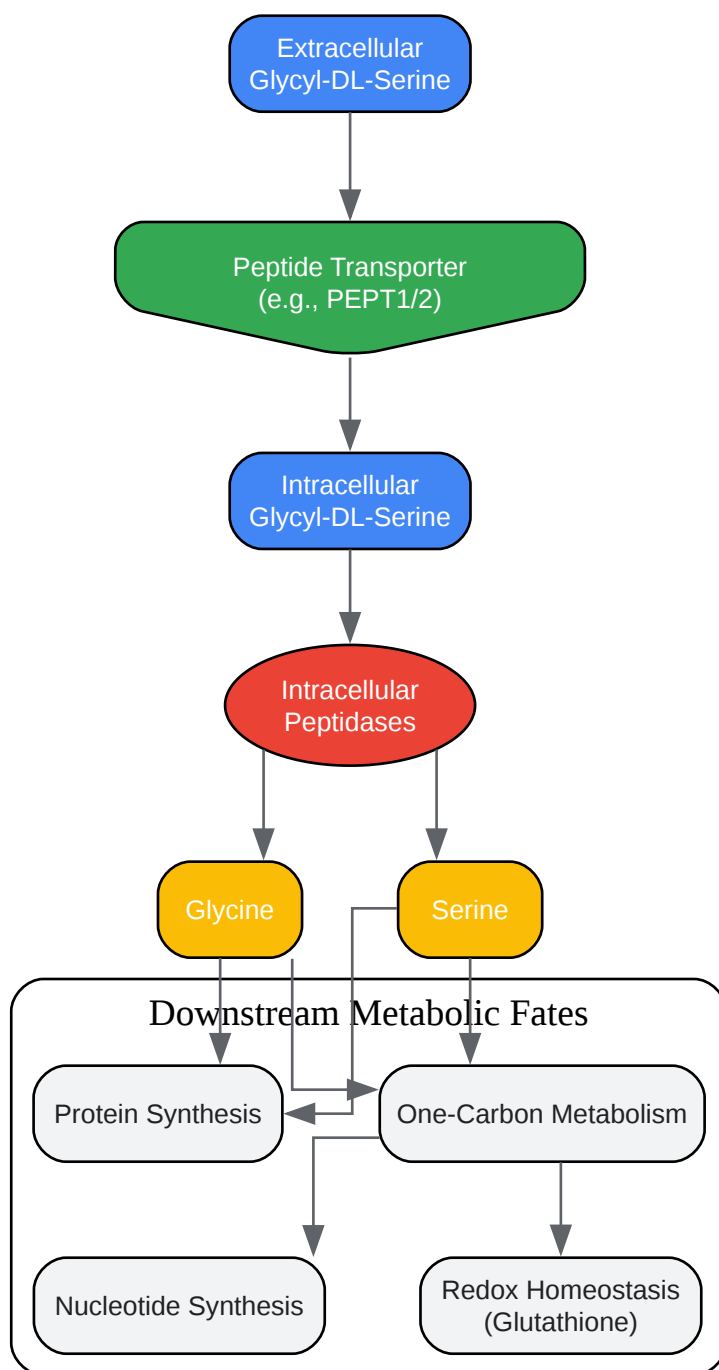 Extracellular
Glycyl-DL-Serine
Peptide Transporter
(e.g., PEPT1/2)
Intracellular
Glycyl-DL-Serine
Intracellular
Peptidases
Glycine
Serine
Downstream Metabolic Fates
Protein Synthesis
One-Carbon Metabolism
Nucleotide Synthesis
Redox Homeostasis
(Glutathione)